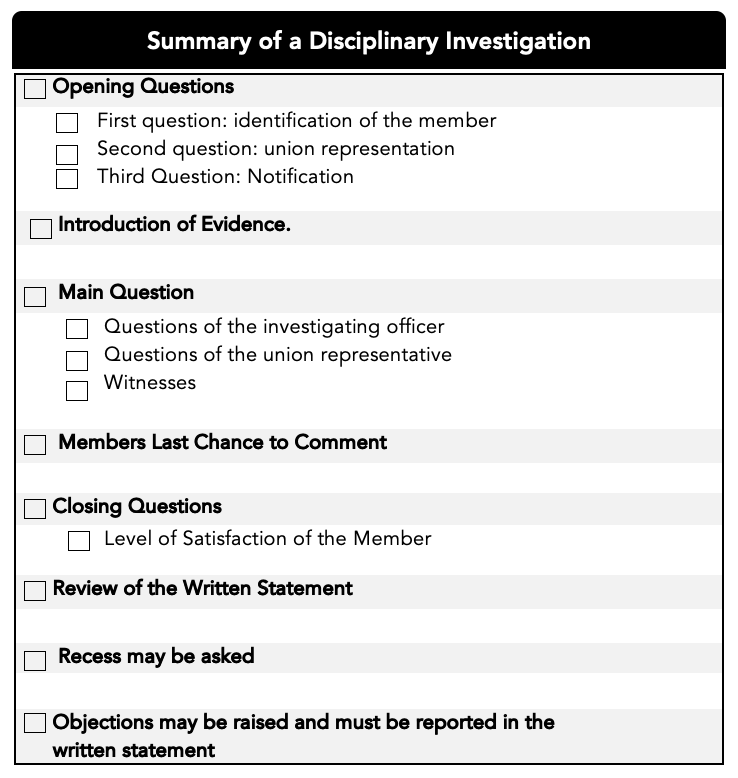 Summary of a Disciplinary Investigation
Opening Questions
First question: identification of the member
Second question: union representation
Third Question: Notification
Introduction of Evidence.
Main Question
Questions of the investigating officer
Questions of the union representative
Witnesses
Members Last Chance to Comment
Closing Questions
Level of Satisfaction of the Member
Review of the Written Statement
Recess may be asked
Objections may be raised and must be reported in the
written statement